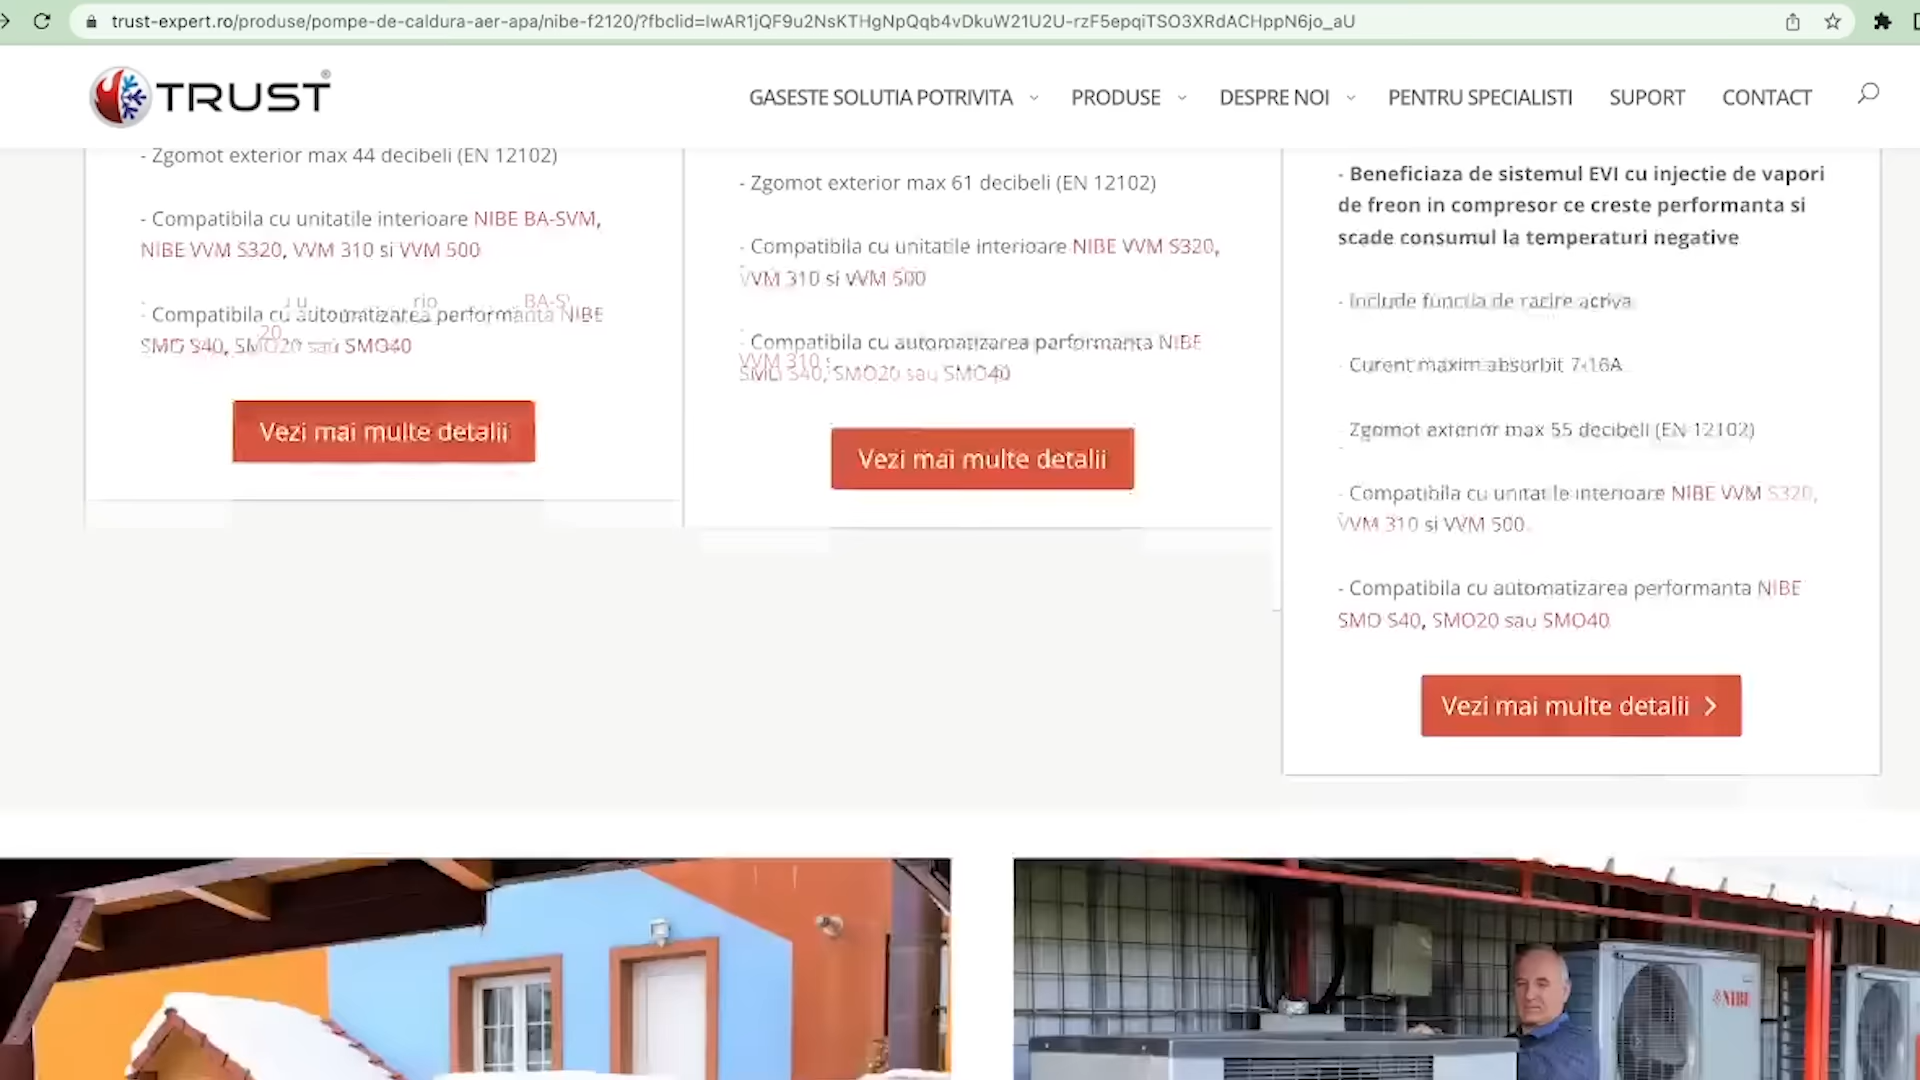 trust-expert.ro/produse/pompe-de-caldura-aer-apa/nibe-f2120/?fbclid=IwAR1jQF9u2NsKTHgNpQqb4vDkuW21U2U-rzF5epqiTSO3XRdACHppN6jo_aU
TRUST®
GASESTE SOLUTIA POTRIVITA PRODUSE DESPRE NOI PENTRU SPECIALISTI SUPORT CONTACT
- Zgomot exterior max 44 decibeli (EN 12102)
- Compatibila cu unitatile interioare NIBE BA-SVM,
NIBE VVM S320, VVM 310 si VVM 500
- Compatibila cu automatizarea performanta NIBE
SMO S40, SMO20 sau SMO40
Vezi mai multe detalii
- Zgomot exterior max 61 decibeli (EN 12102)
- Compatibila cu unitatile interioare NIBE VVM S320,
VVM 310 si VVM 500
- Compatibila cu automatizarea performanta NIBE
SMO S40, SMO20 sau SMO40
Vezi mai multe detalii
- Beneficiaza de sistemul EVI cu injectie de vapori
de freon in compresor ce creste performanta si
scade consumul la temperaturi negative
- Include functia de racire activa
- Curent maxim absorbit 7-16A
- Zgomot exterior max 55 decibeli (EN 12102)
- Compatibila cu unitatile interioare NIBE VVM S320,
VVM 310 si VVM 500
- Compatibila cu automatizarea performanta NIBE
SMO S40, SMO20 sau SMO40
Vezi mai multe detalii
NIBE